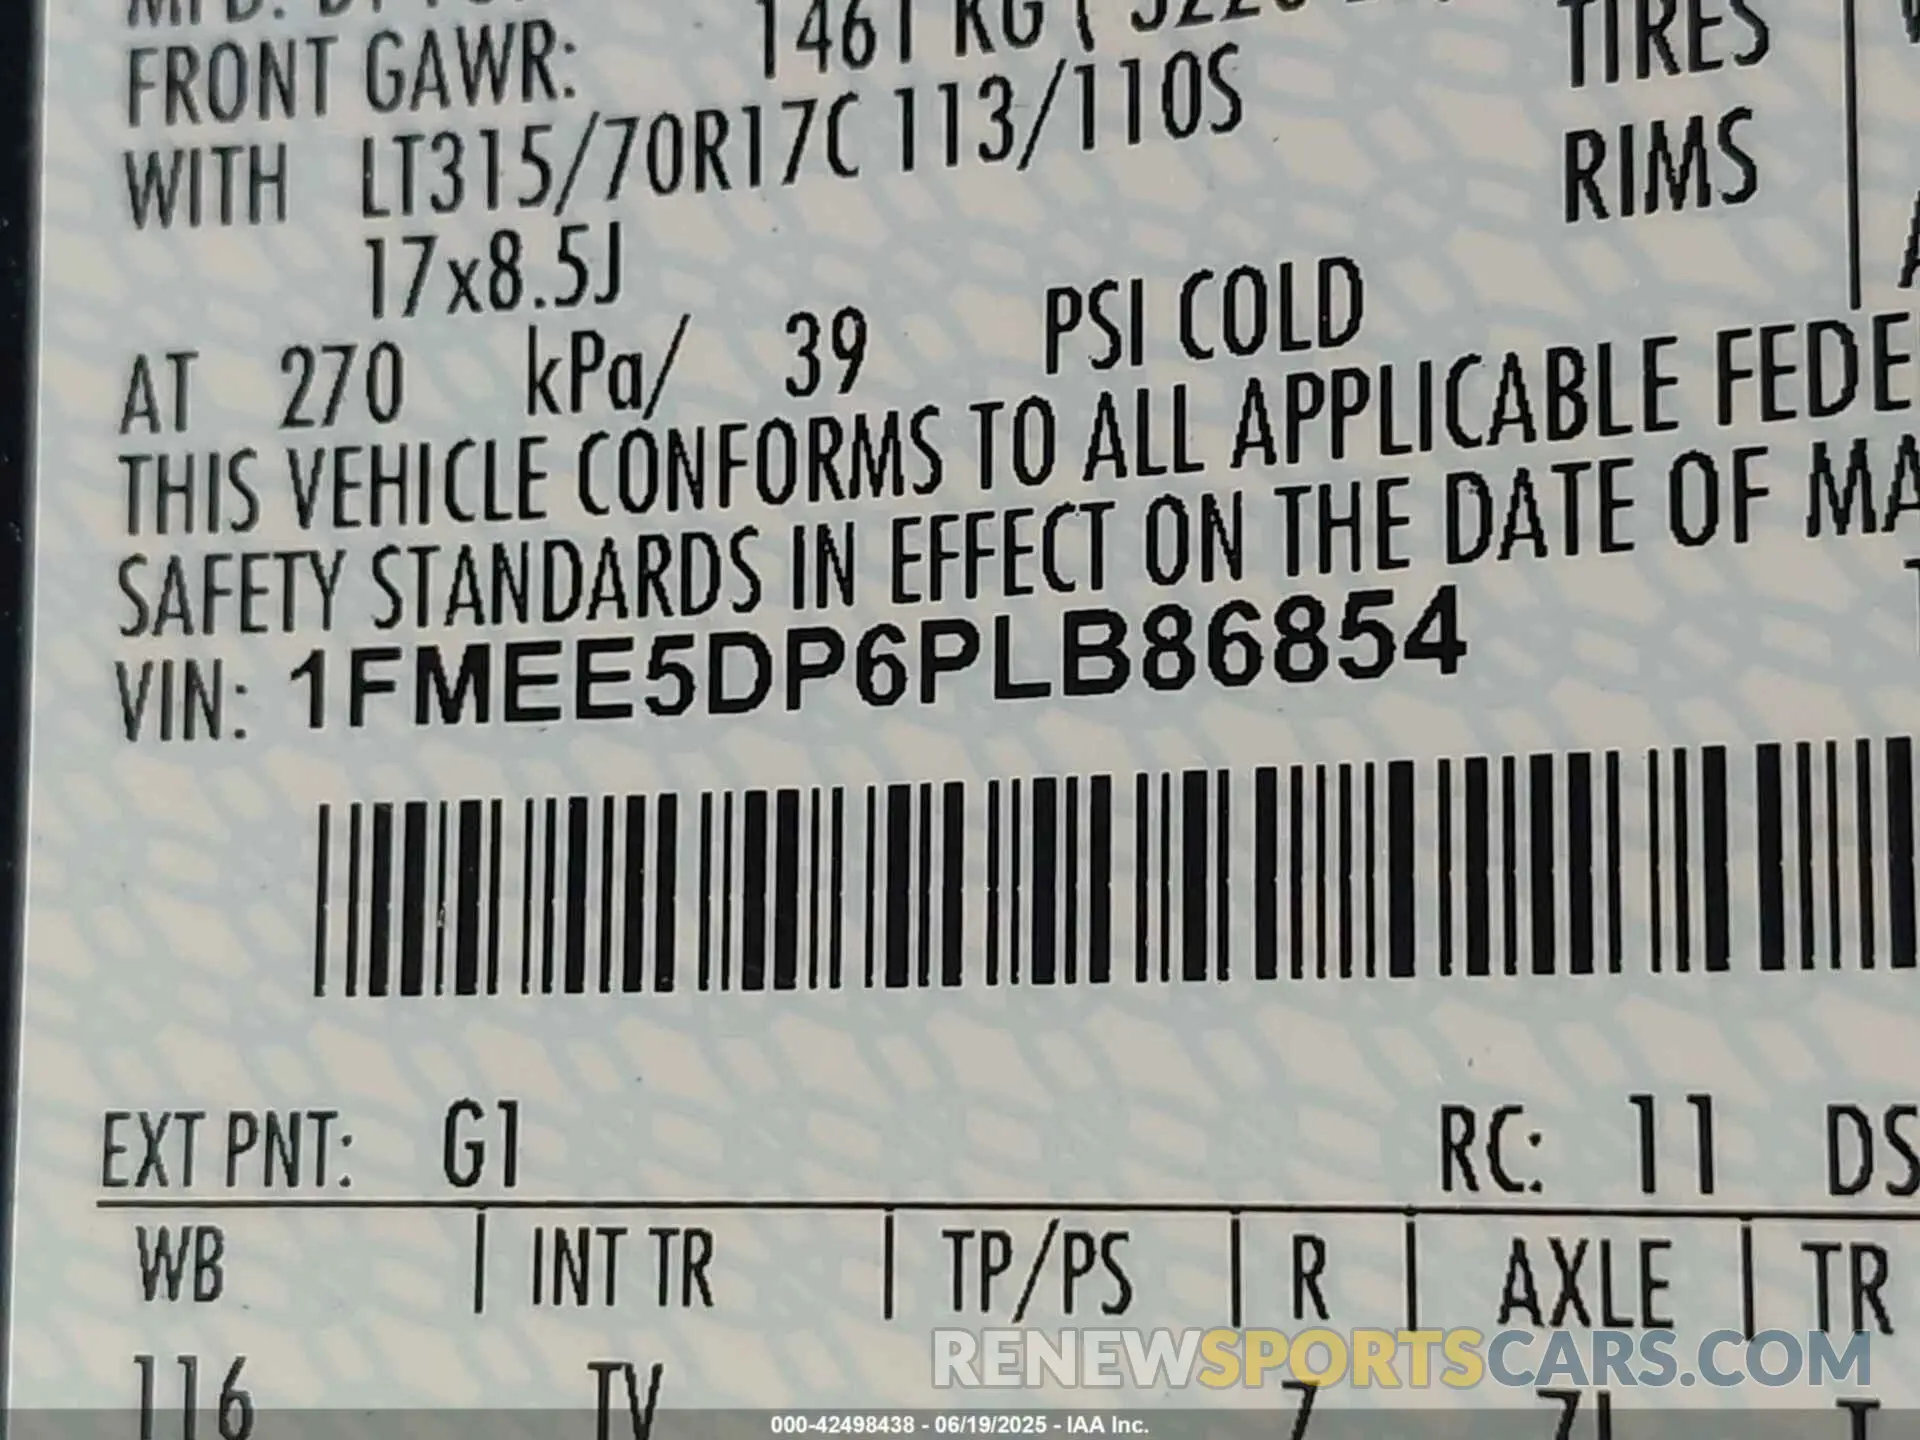 FRONT GAWR: 1461 KG ( TIRES
WITH LT315/70R17C 113/110S RIMS
17x8.5J
AT 270 kPa/ 39 PSI COLD
THIS VEHICLE CONFORMS TO ALL APPLICABLE FEDE
SAFETY STANDARDS IN EFFECT ON THE DATE OF MA
VIN: 1FMEE5DP6PLB86854
EXT PNT: G1 RC: 11 DS
WB | INT TR | TP/PS | R | AXLE | TR
116 TV 7
RENEWSPORTSCARS.COM
000-42498438 - 06/19/2025 - IAA Inc.